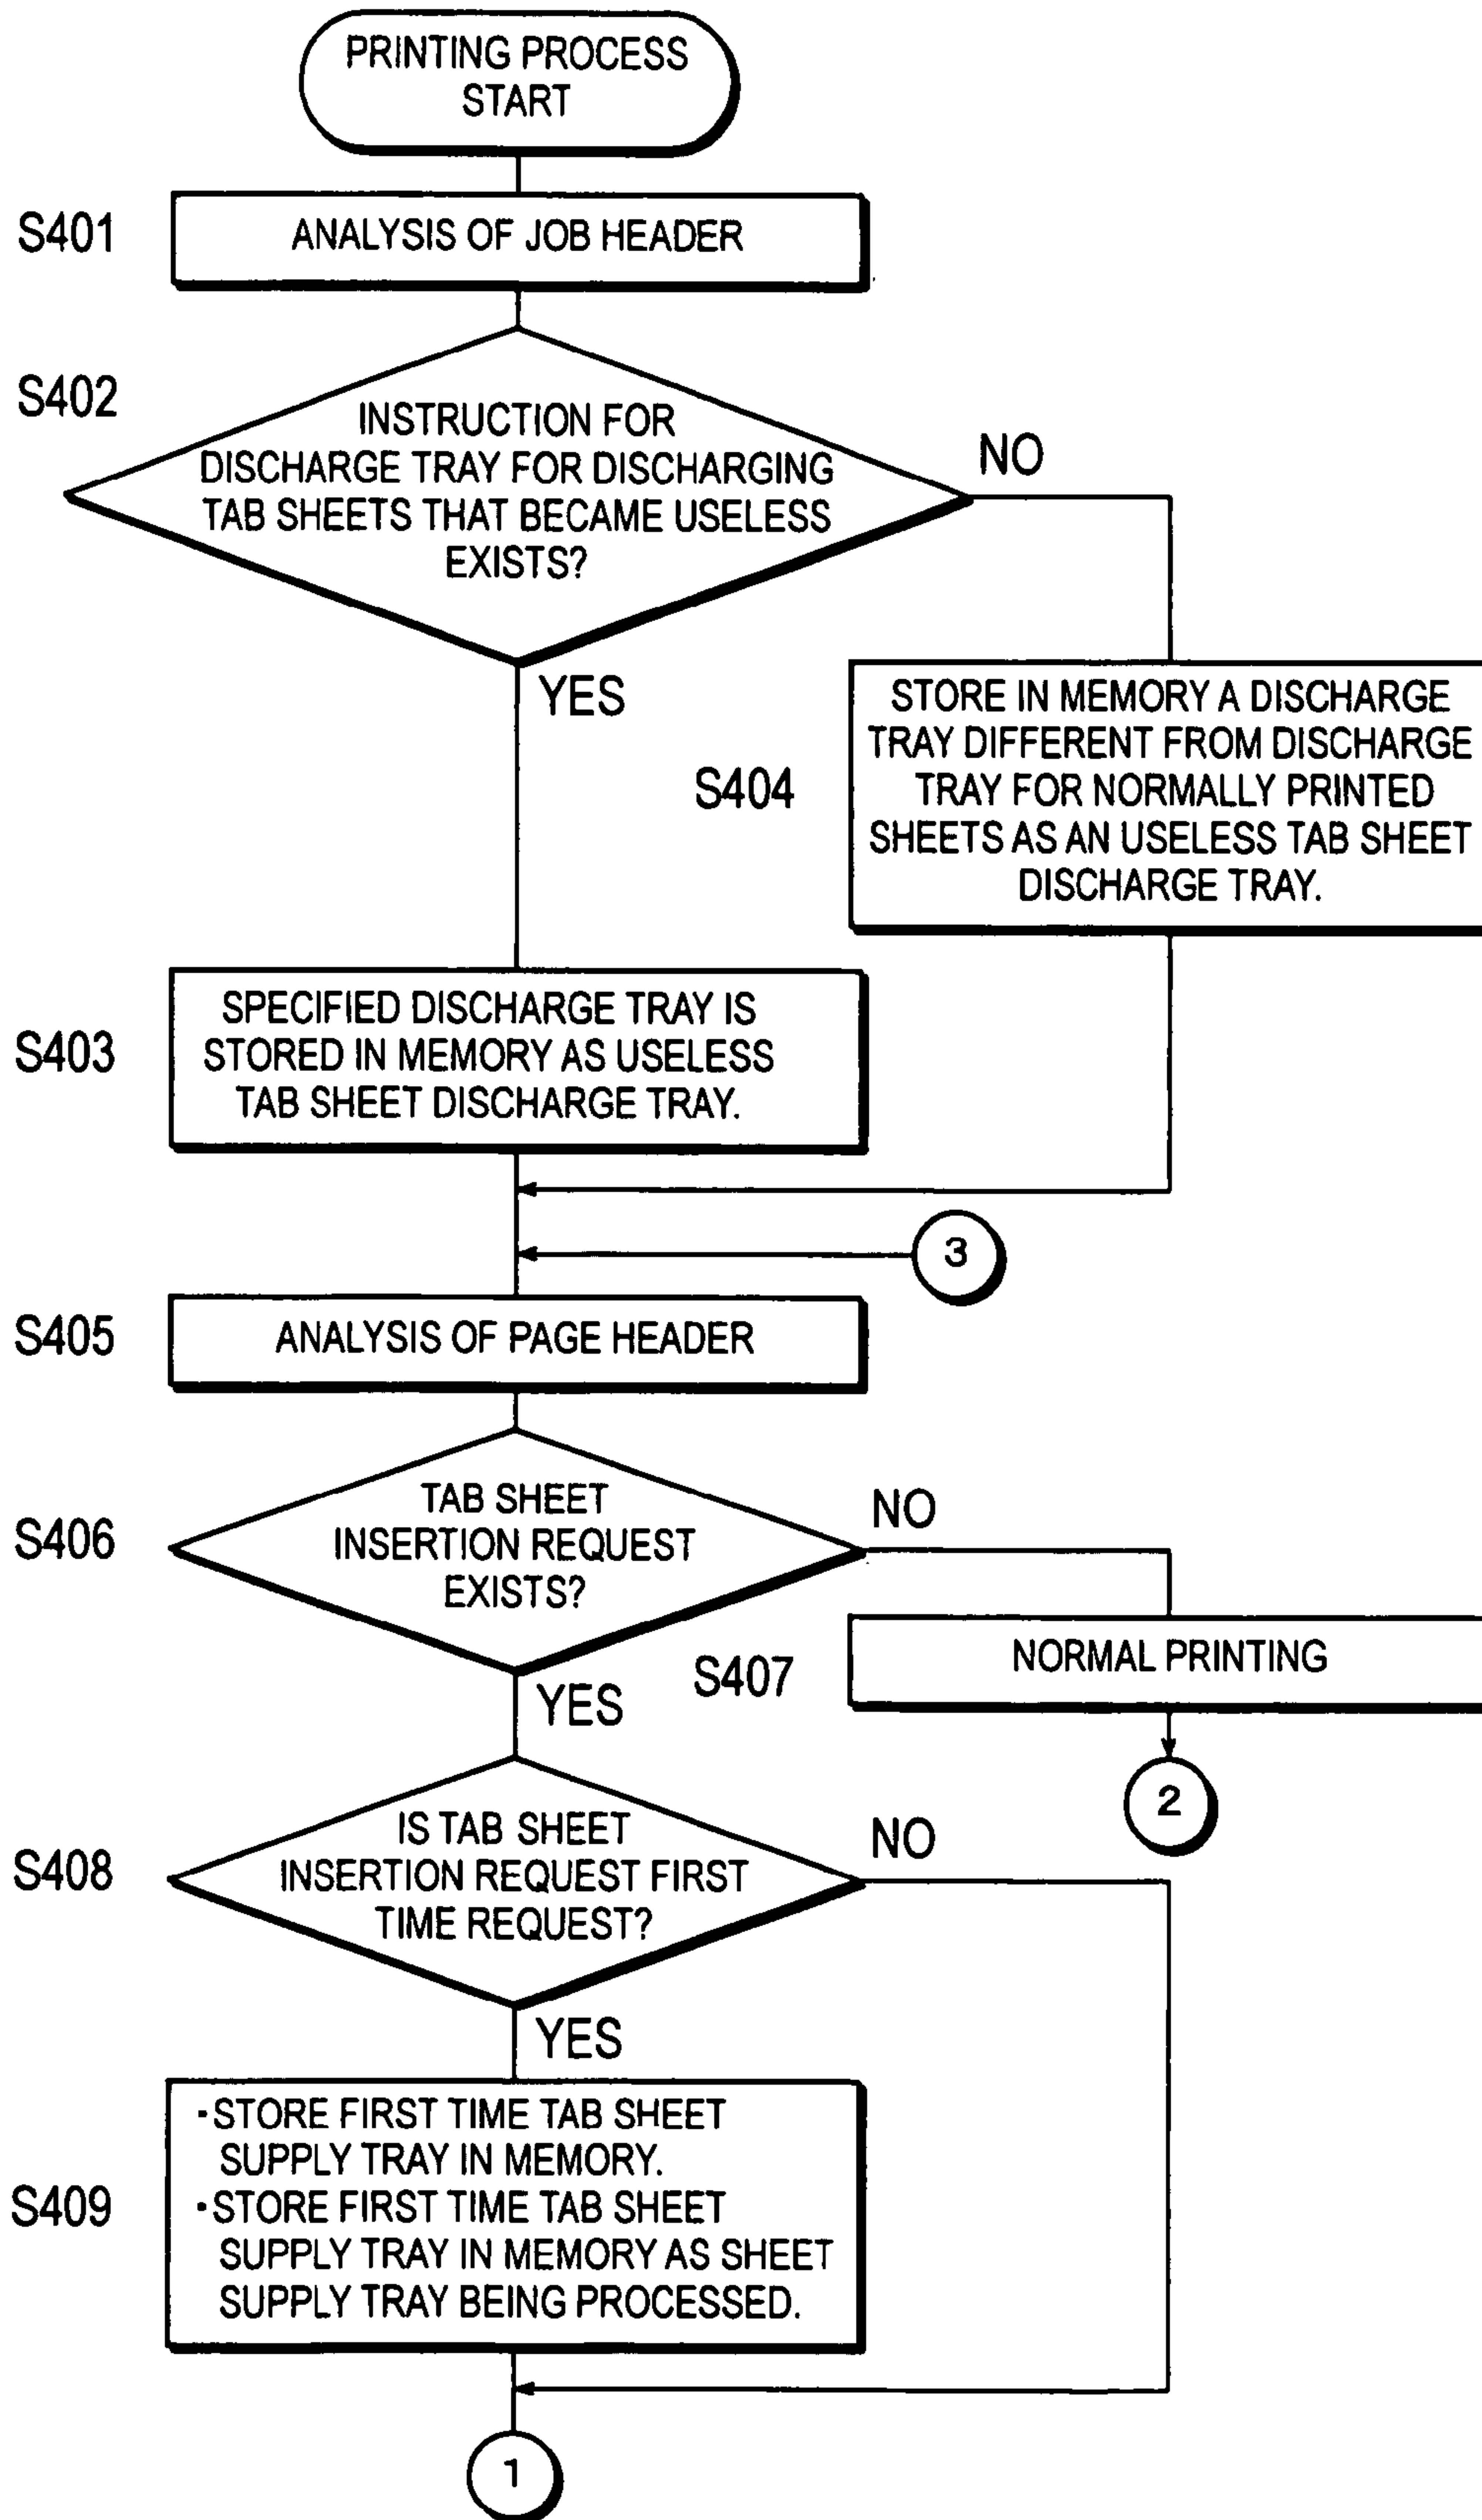 PRINTING PROCESS
START
S401
ANALYSIS OF JOB HEADER
S402
INSTRUCTION FOR
DISCHARGE TRAY FOR DISCHARGING
TAB SHEETS THAT BECAME USELESS
EXISTS?
NO
YES
S404
STORE IN MEMORY A DISCHARGE
TRAY DIFFERENT FROM DISCHARGE
TRAY FOR NORMALLY PRINTED
SHEETS AS AN USELESS TAB SHEET
DISCHARGE TRAY.
S403
SPECIFIED DISCHARGE TRAY IS
STORED IN MEMORY AS USELESS
TAB SHEET DISCHARGE TRAY.
3
S405
ANALYSIS OF PAGE HEADER
S406
TAB SHEET
INSERTION REQUEST
EXISTS?
NO
YES
S407
NORMAL PRINTING
2
S408
IS TAB SHEET
INSERTION REQUEST FIRST
TIME REQUEST?
NO
YES
S409
・STORE FIRST TIME TAB SHEET
SUPPLY TRAY IN MEMORY.
・STORE FIRST TIME TAB SHEET
SUPPLY TRAY IN MEMORY AS SHEET
SUPPLY TRAY BEING PROCESSED.
1